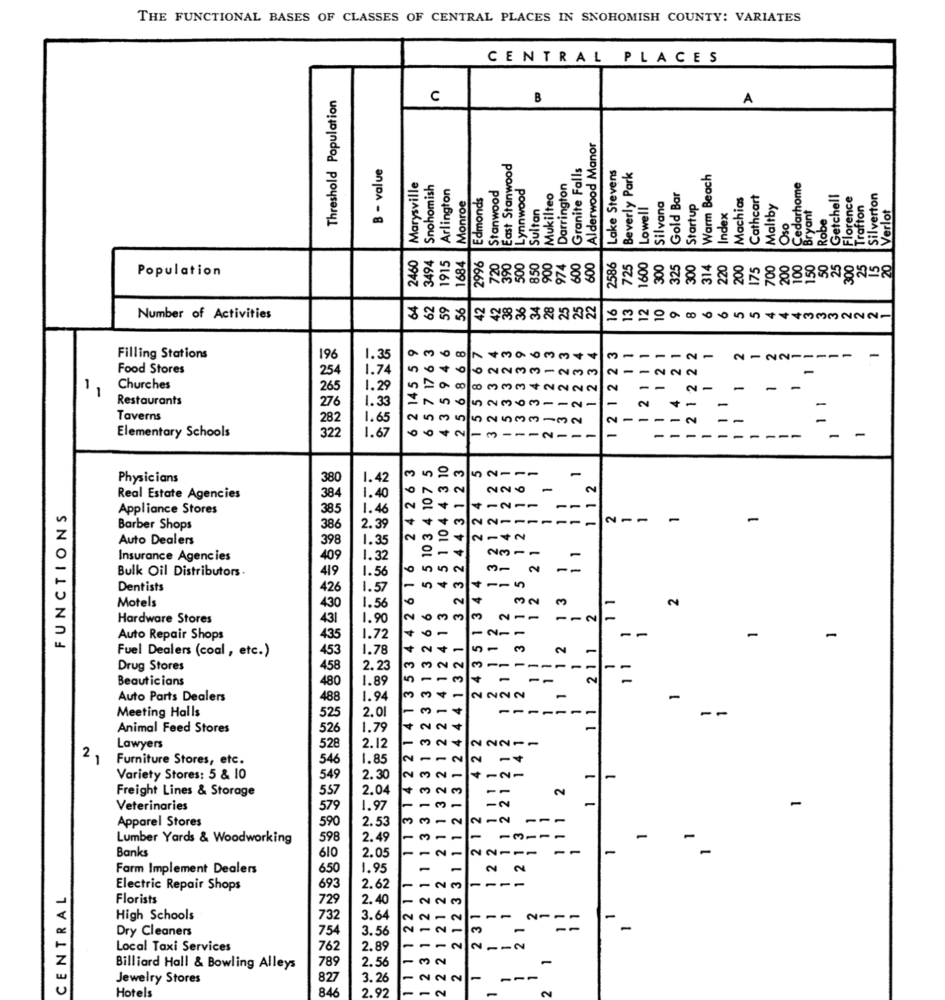 THE FUNCTIONAL BASES OF CLASSES OF CENTRAL PLACES IN SNOHOMISH COUNTY: VARIATES
CENTRAL PLACES
C B A
Threshold Population B - value Marysville Snohomish Arlington Monroe Edmonds Stanwood East Stanwood Lynnwood Sultan Mukilteo Darrington Granite Falls Alderwood Manor Lake Stevens Beverly Park Lowell Silvana Gold Bar Startup Warm Beach Index Machias Cathcart Maltby Oso Cedarhome Bryant Robe Getchell Florence Trafton Silverton Verlot
Population 2460 3494 1915 1684 2996 720 390 500 850 900 974 600 600 2586 725 1600 300 325 300 314 220 200 175 700 200 100 150 50 25 300 25 15 20
Number of Activities 64 62 59 56 42 42 38 36 34 28 25 25 22 16 13 12 10 9 8 6 6 5 5 4 4 4 3 3 3 2 2 2 1
Filling Stations 196 1.35 9 3 6 8 7 4 3 9 6 3 3 4 4 3 1 1 1 1 2 1 2 1 2 2 1 1 1 1 1 1
Food Stores 254 1.74 5 6 4 6 6 2 2 3 3 1 2 3 3 2 1 1 2 2 2 1
1 1 Churches 265 1.29 5 17 9 8 8 3 3 3 4 2 2 2 2 2 1 1 2 1 1 1 1
Restaurants 276 1.33 14 7 5 6 5 2 3 6 3 1 1 2 1 1 2 4 1 1 1
Taverns 282 1.65 2 5 3 5 5 2 5 3 3 1 3 2 2 1 1 1 1 2 1 1 1
Elementary Schools 322 1.67 6 6 4 2 1 3 1 1 1 2 1 1 1 1 1 1 1 1 1 1 1 1 1 1 1 1
Physicians 380 1.42 3 5 10 3 5 2 1 1 1 1
Real Estate Agencies 384 1.40 6 7 3 2 2 2 6 1 2
Appliance Stores 385 1.46 2 10 4 1 4 1 2 1 1 1 1 1
Barber Shops 386 2.39 4 4 4 3 2 2 1 1 1 1 1 1 1 2 1 1 1 1
Auto Dealers 398 1.35 2 3 10 4 2 1 4 2
Insurance Agencies 409 1.32 10 1 4 2 3 1 1 1
Bulk Oil Distributors 419 1.56 6 5 5 2 3 1 2 1 1
Dentists 426 1.57 1 5 4 3 4 1 1 5
Motels 430 1.56 6 2 4 3 2 3 1 2
Hardware Stores 431 1.90 2 6 3 3 3 2 1 1 1 1 2 1
Auto Repair Shops 435 1.72 4 6 1 1 2 1 1 1 1 1 1
Fuel Dealers (coal, etc.) 453 1.78 4 2 4 1 5 1 3 2 1
Drug Stores 458 2.23 3 3 2 2 3 1 1 1 1 1 1 1 1 1 1
Beauticians 480 1.89 5 1 1 3 4 1 1 1 2 1
Auto Parts Dealers 488 1.94 3 3 4 1 2 2 2 2 1 1
Meeting Halls 525 2.01 1 3 1 4 1 1 1 1 1 1 1 1 1
Animal Feed Stores 526 1.79 4 2 2 4 1
Lawyers 528 2.12 1 3 2 4 2 2 2 1 1
2 1 Furniture Stores, etc. 546 1.85 2 1 1 2 2 1 4
Variety Stores: 5 & 10 549 2.30 2 3 2 1 4 1 2 1 1 1
Freight Lines & Storage 557 2.04 4 3 2 3 1 1 2
Veterinaries 579 1.97 1 1 3 1 1 2 1 1
Apparel Stores 590 2.53 3 3 1 2 2 1 2 1 1 1
Lumber Yards & Woodworking 598 2.49 1 3 1 1 1 1 3 1 1 1 1 1
Banks 610 2.05 1 1 2 1 2 2 1 1 1 1 1 1 1
Farm Implement Dealers 650 1.95 1 1 2 2
Electric Repair Shops 693 2.62 1 1 2 3 1 1 1 1
Florists 729 2.40 1 2 2 3
High Schools 732 3.64 2 2 1 2 1 1 1 2 1 1 1 1
Dry Cleaners 754 3.56 2 1 2 1 3 1 1 1 1
Local Taxi Services 762 2.89 1 1 1 2 2 1 1 2
Billiard Hall & Bowling Alleys 789 2.56 1 3 2 1
Jewelry Stores 827 3.26 1 2 2 2 1 1 1 1
Hotels 846 2.92 1 1 2 1 2
CENTRAL FUNCTIONS